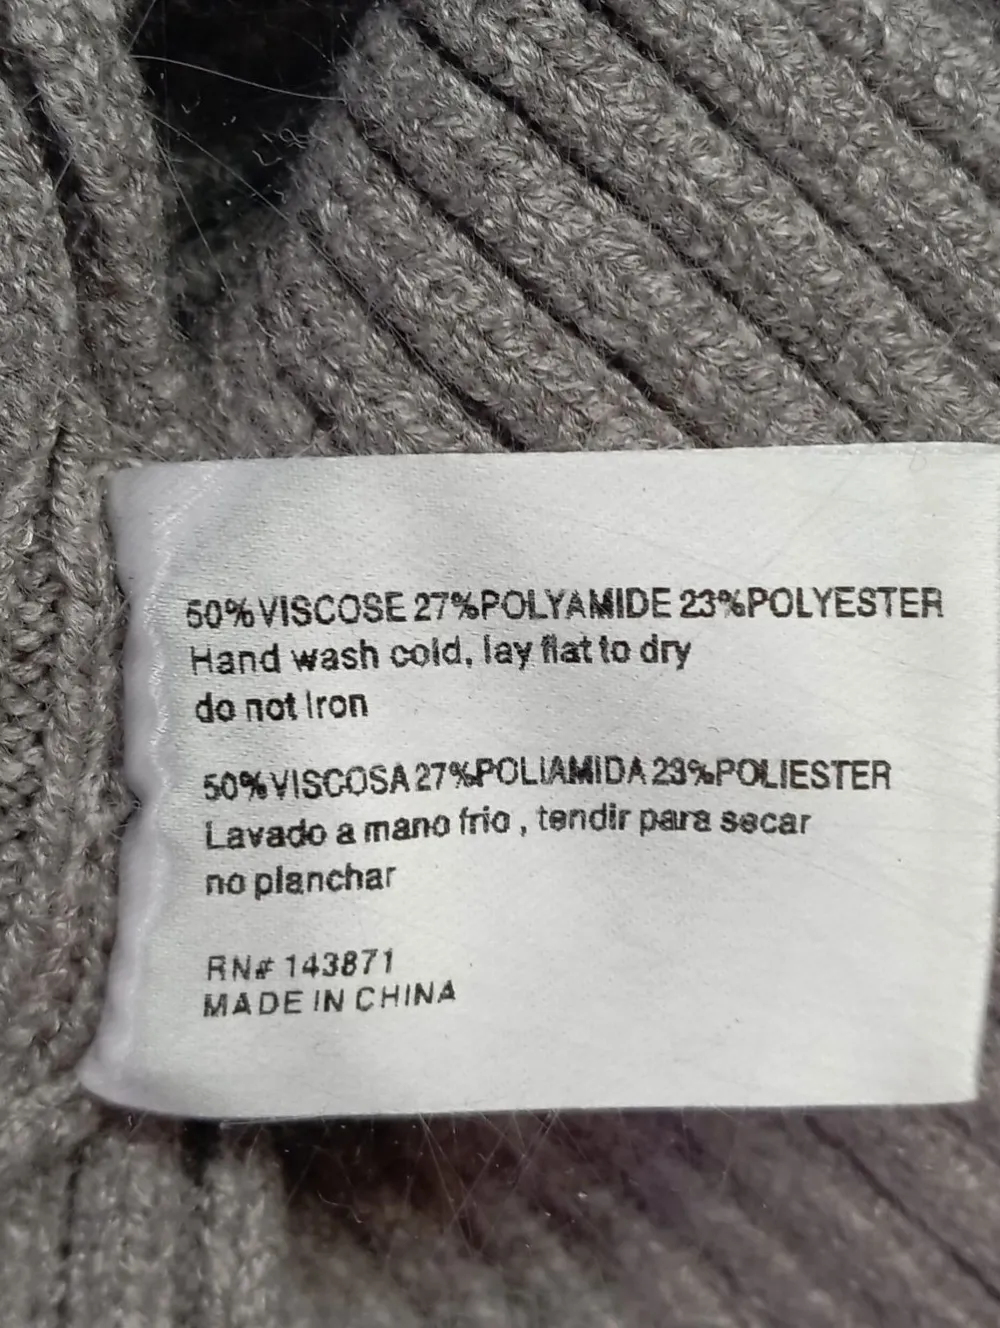 50% VISCOSE 27%POLYAMIDE 23%POLYESTER
Hand wash cold, lay flat to dry
do not Iron
50%VISCOSA 27%POLIAMIDA 23%POLIESTER
Lavado a mano frio , tendir para secar
no planchar
RN# 143871
MADE IN CHINA